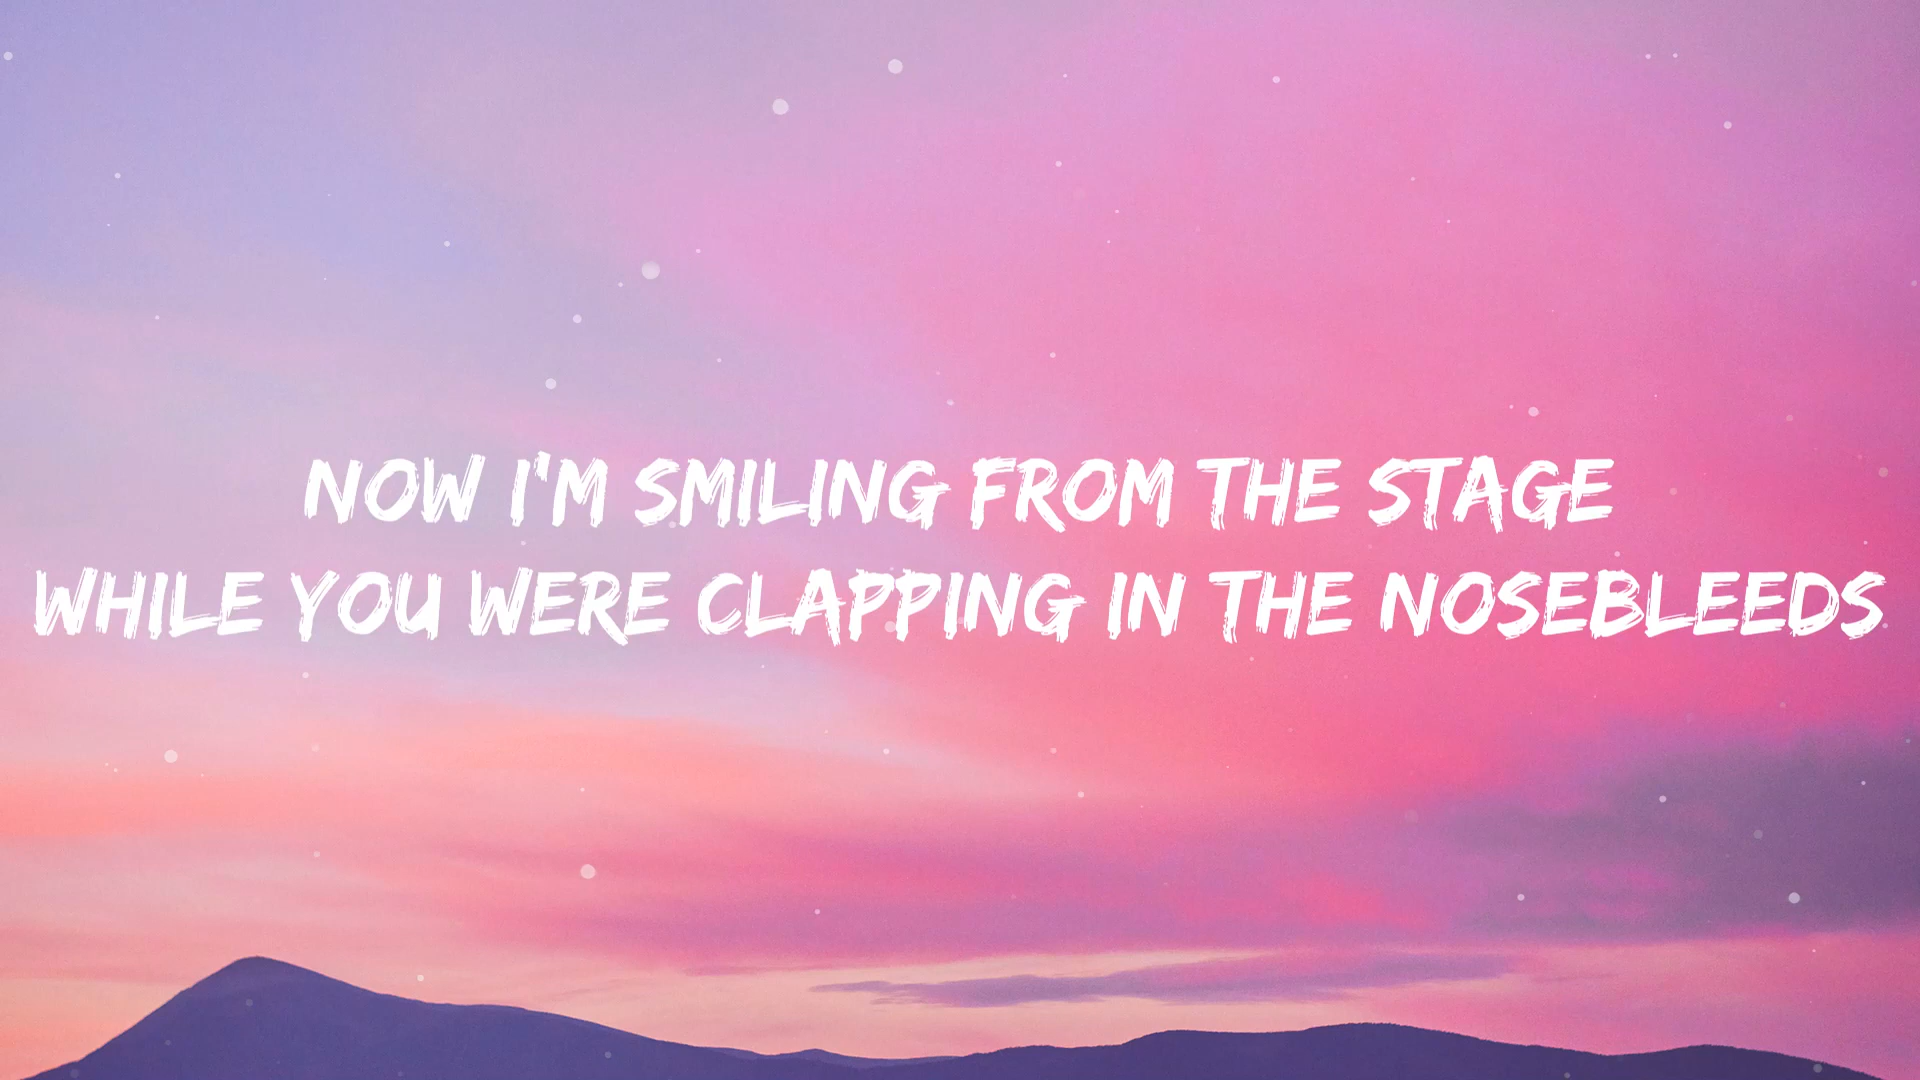 NOW I'M SMILING FROM THE STAGE
WHILE YOU WERE CLAPPING IN THE NOSEBLEEDS